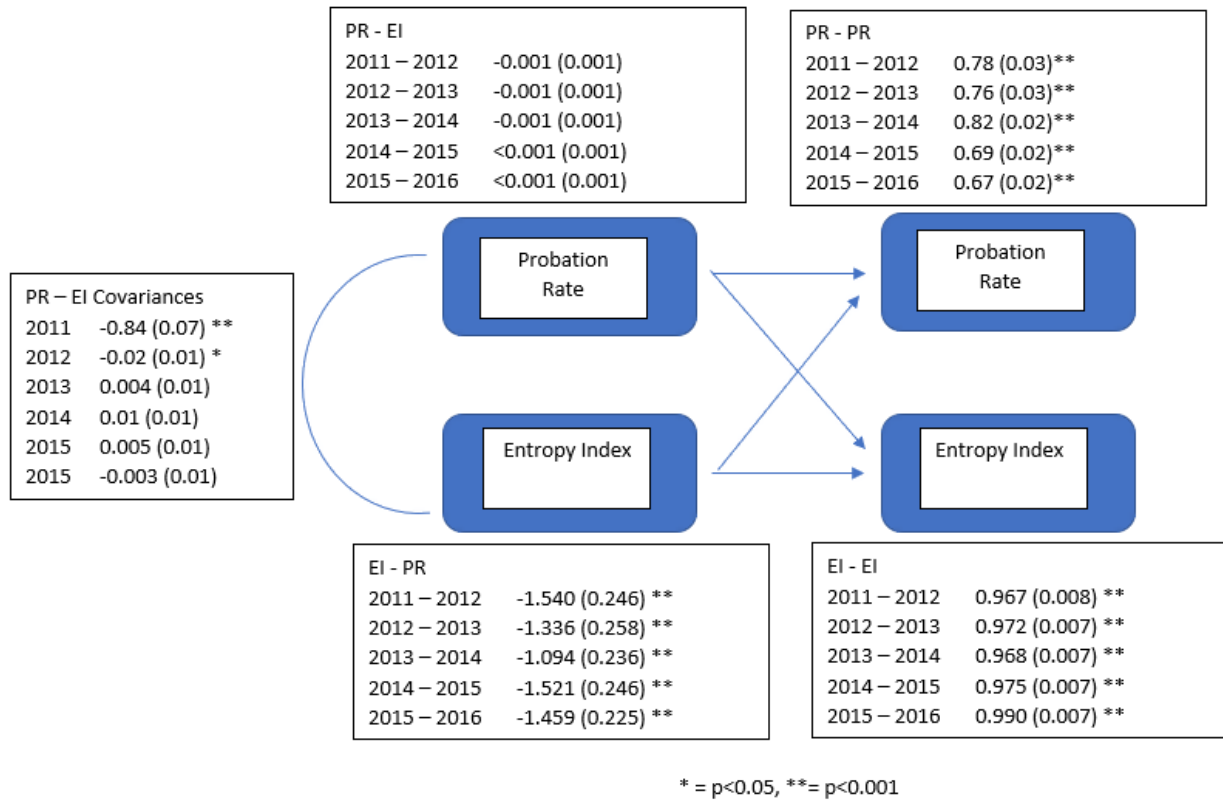 PR - EI
2011 – 2012 -0.001 (0.001)
2012 – 2013 -0.001 (0.001)
2013 – 2014 -0.001 (0.001)
2014 – 2015 <0.001 (0.001)
2015 – 2016 <0.001 (0.001)
PR - PR
2011 – 2012 0.78 (0.03)**
2012 – 2013 0.76 (0.03)**
2013 – 2014 0.82 (0.02)**
2014 – 2015 0.69 (0.02)**
2015 – 2016 0.67 (0.02)**
PR – EI Covariances
2011 -0.84 (0.07) **
2012 -0.02 (0.01) *
2013 0.004 (0.01)
2014 0.01 (0.01)
2015 0.005 (0.01)
2015 -0.003 (0.01)
Probation
Rate
Probation
Rate
Entropy Index
Entropy Index
EI - PR
2011 – 2012 -1.540 (0.246) **
2012 – 2013 -1.336 (0.258) **
2013 – 2014 -1.094 (0.236) **
2014 – 2015 -1.521 (0.246) **
2015 – 2016 -1.459 (0.225) **
EI - EI
2011 – 2012 0.967 (0.008) **
2012 – 2013 0.972 (0.007) **
2013 – 2014 0.968 (0.007) **
2014 – 2015 0.975 (0.007) **
2015 – 2016 0.990 (0.007) **
* = p<0.05, **= p<0.001